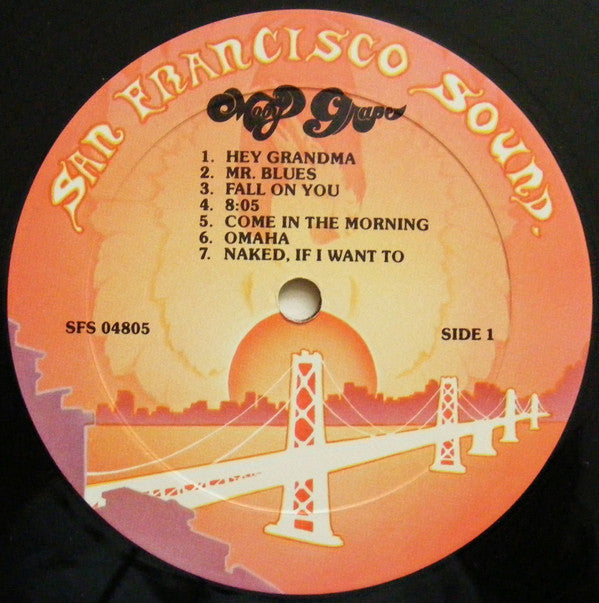 SAN FRANCISCO SOUND.
Moby Grape
1. HEY GRANDMA
2. MR. BLUES
3. FALL ON YOU
4. 8:05
5. COME IN THE MORNING
6. OMAHA
7. NAKED, IF I WANT TO
SFS 04805
SIDE 1